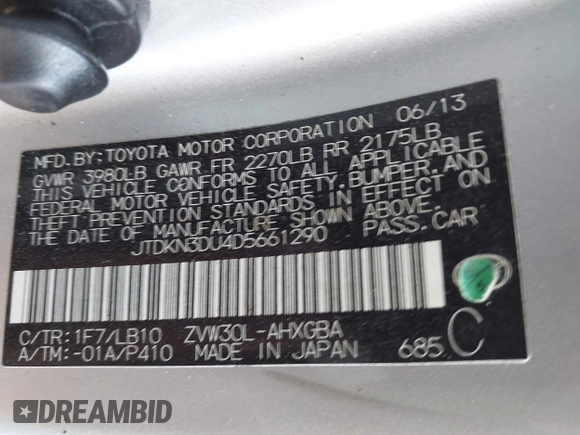 MFD.BY:TOYOTA MOTOR CORPORATION 06/13
GVWR 3980LB GAWR FR 2270LB RR 2175LB
THIS VEHICLE CONFORMS TO ALL APPLICABLE
FEDERAL MOTOR VEHICLE SAFETY,BUMPER,AND
THEFT PREVENTION STANDARDS IN EFFECT ON
THE DATE OF MANUFACTURE SHOWN ABOVE.
JTDKN3DU4D5661290 PASS.CAR
C/TR:1F7/LB10 ZVW30L-AHXGBA
A/TM:-01A/P410 MADE IN JAPAN 685 C
DREAMBID